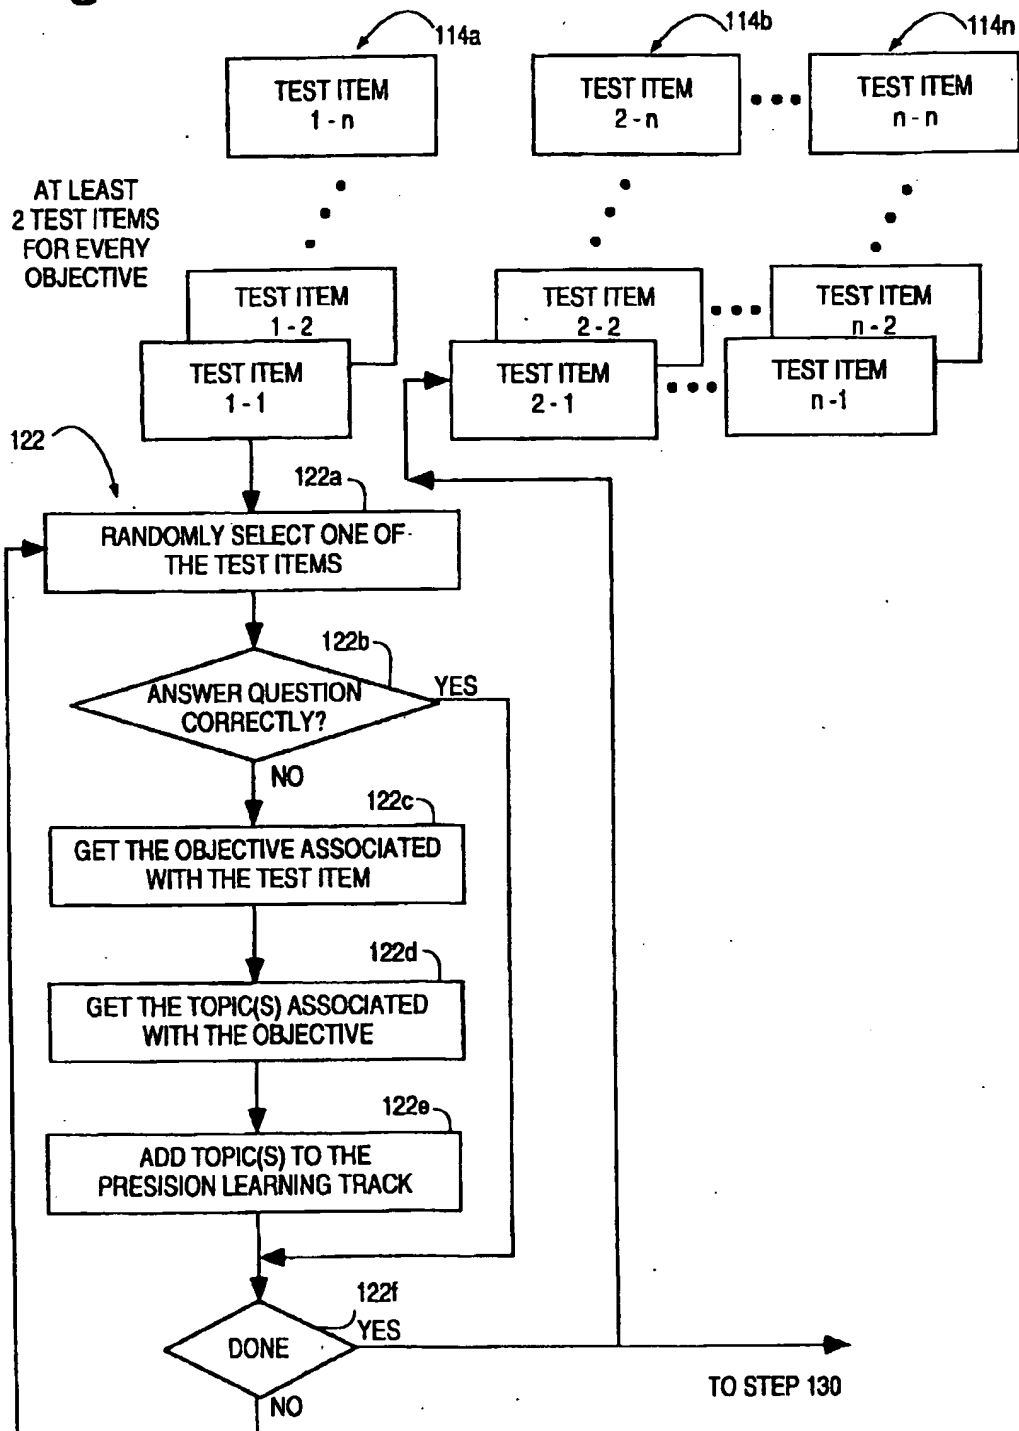 114a
114b
114n
TEST ITEM
1 - n
TEST ITEM
2 - n
TEST ITEM
n - n
AT LEAST
2 TEST ITEMS
FOR EVERY
OBJECTIVE
TEST ITEM
1 - 2
TEST ITEM
2 - 2
TEST ITEM
n - 2
TEST ITEM
1 - 1
TEST ITEM
2 - 1
TEST ITEM
n - 1
122
122a
RANDOMLY SELECT ONE OF
THE TEST ITEMS
122b
ANSWER QUESTION
CORRECTLY?
YES
NO
122c
GET THE OBJECTIVE ASSOCIATED
WITH THE TEST ITEM
122d
GET THE TOPIC(S) ASSOCIATED
WITH THE OBJECTIVE
122e
ADD TOPIC(S) TO THE
PRESISION LEARNING TRACK
122f
DONE
YES
NO
TO STEP 130